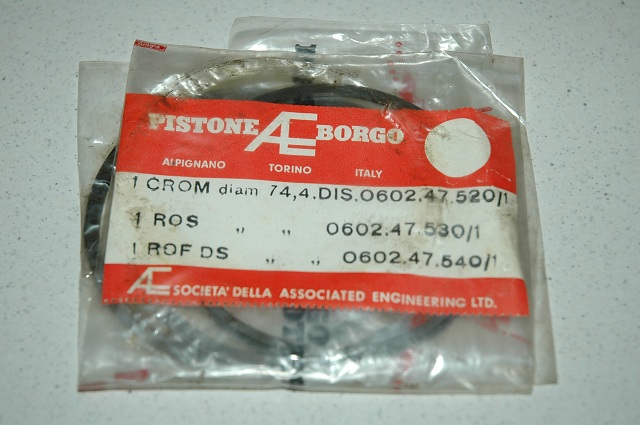 PISTONE AE BORGO
ALPIGNANO TORINO ITALY
1 CROM diam 74,4.DIS.0602.47.520/1
1 ROS " " 0602.47.530/1
1 ROF DS " " 0602.47.540/1
AE SOCIETA' DELLA ASSOCIATED ENGINEERING LTD.